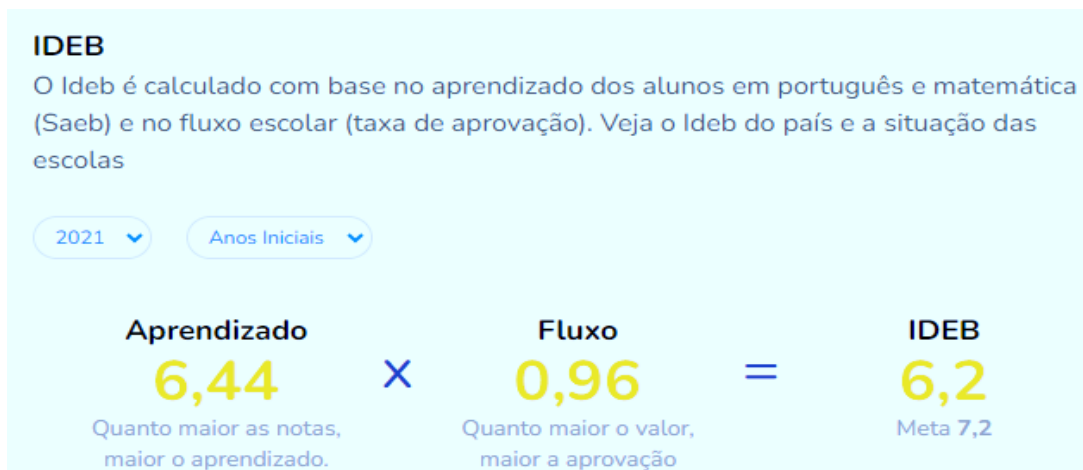 IDEB
O Ideb é calculado com base no aprendizado dos alunos em português e matemática
(Saeb) e no fluxo escolar (taxa de aprovação). Veja o Ideb do país e a situação das
escolas
2021 Anos Iniciais
Aprendizado Fluxo IDEB
6,44 × 0,96 = 6,2
Quanto maior as notas, Quanto maior o valor, Meta 7,2
maior o aprendizado. maior a aprovação